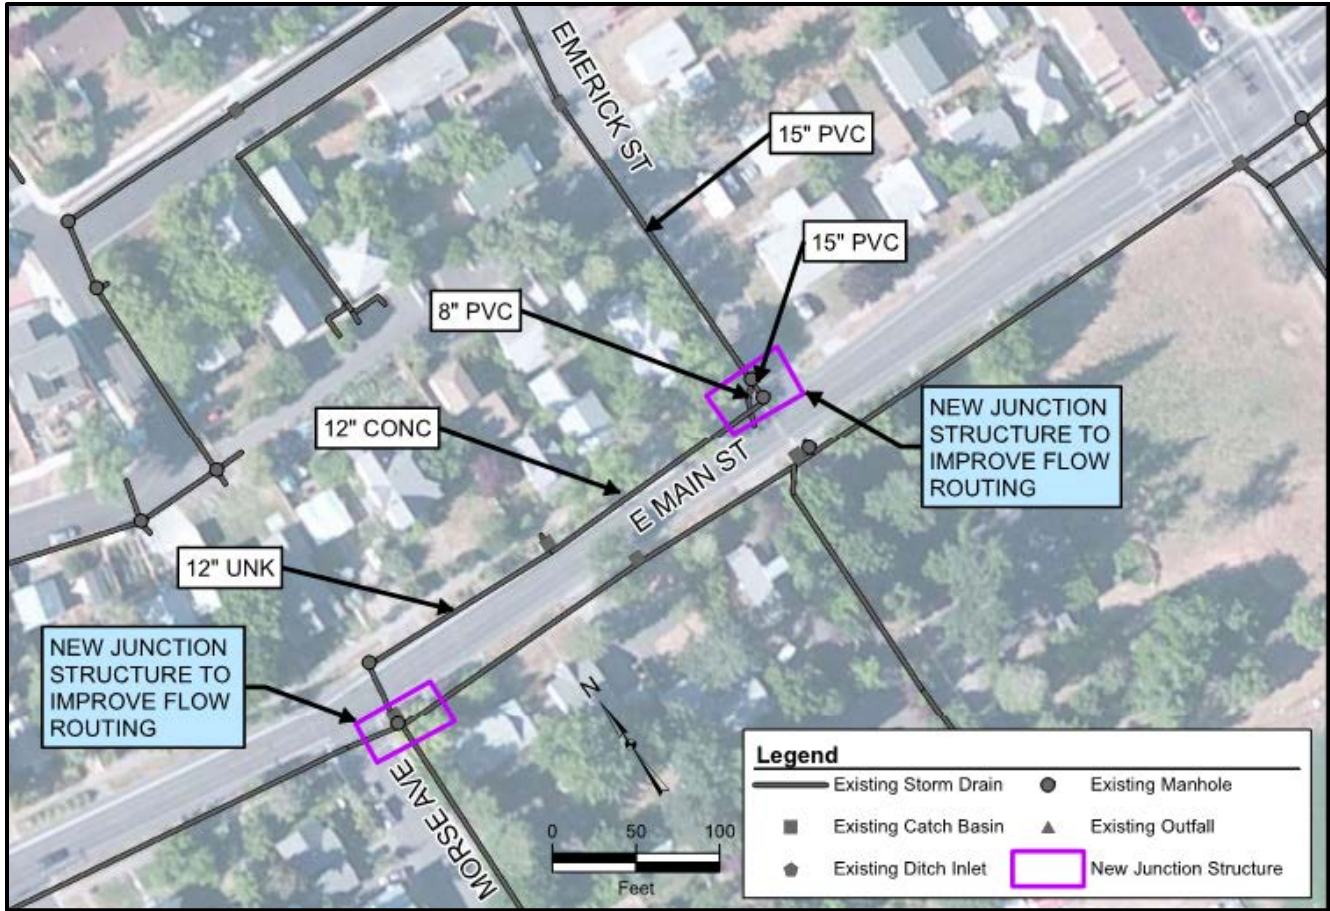 EMERICK ST
15" PVC
15" PVC
8" PVC
NEW JUNCTION
STRUCTURE TO
IMPROVE FLOW
ROUTING
12" CONC
E MAIN ST
12" UNK
NEW JUNCTION
STRUCTURE TO
IMPROVE FLOW
ROUTING
MORSE AVE
N
0 50 100
Feet
Legend
Existing Storm Drain
Existing Manhole
Existing Catch Basin
Existing Outfall
Existing Ditch Inlet
New Junction Structure